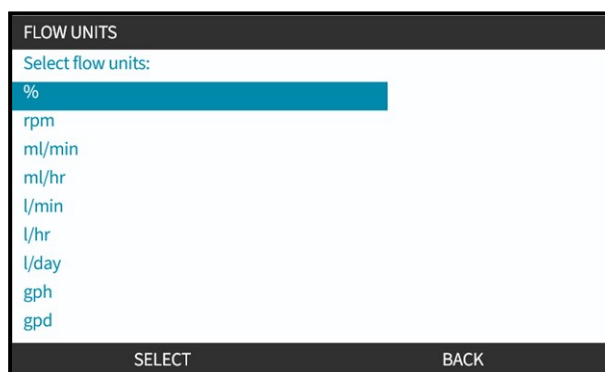 FLOW UNITS
Select flow units:
%
rpm
ml/min
ml/hr
l/min
l/hr
l/day
gph
gpd
SELECT BACK